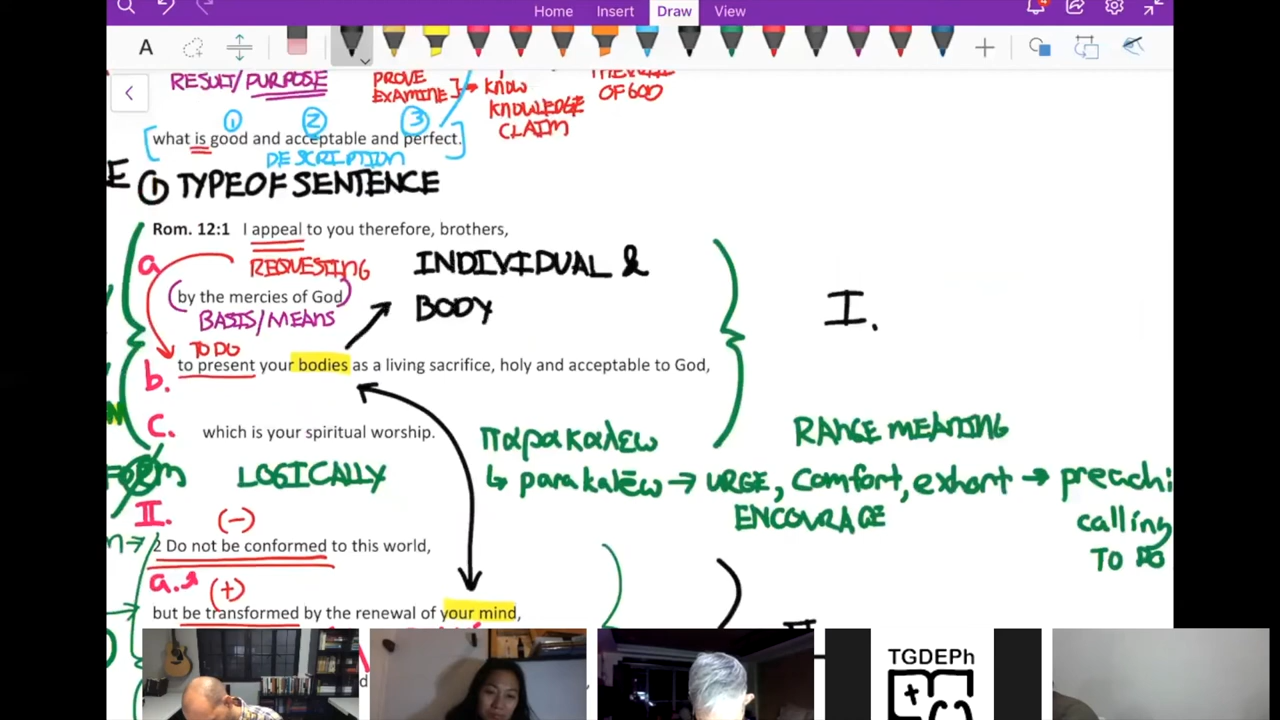 Home Insert Draw View
A
RESULT/PURPOSE PROVE KNOW
EXAMINE KNOWLEDGE OF GOD
CLAIM
① ② ③
[what is good and acceptable and perfect.]
DESCRIPTION
E ① TYPE OF SENTENCE
Rom. 12:1 I appeal to you therefore, brothers,
a REQUESTING INDIVIDUAL &
(by the mercies of God) BODY
BASIS/MEANS I.
TO DO
b. to present your bodies as a living sacrifice, holy and acceptable to God,
c. which is your spiritual worship. παρακαλεω RANGE MEANING
LOGICALLY ↳ parakalēω → URGE, Comfort, exhort → preachi
ENCOURAGE calling
TO DO
II. (-)
2 Do not be conformed to this world,
a. (+)
but be transformed by the renewal of your mind,
TGDEPh